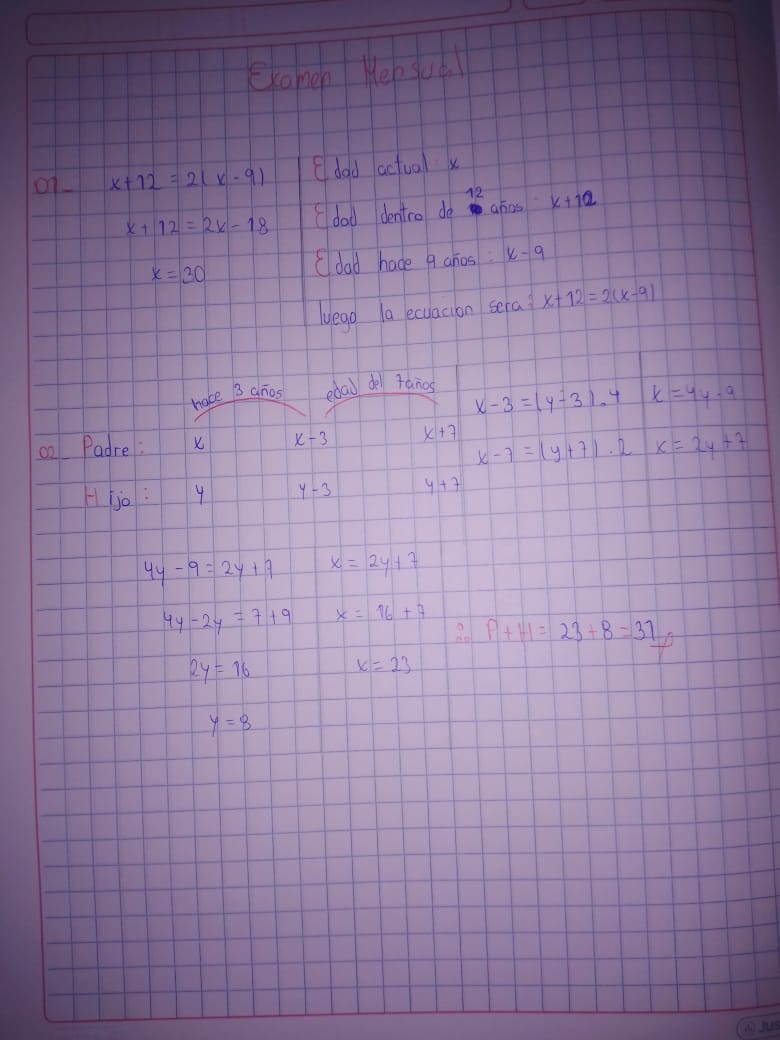 Examen Mensual
01_ x+12 = 2(x-9) Edad actual: x
x+12 = 2x-18 Edad dentro de 12 años: x+12
x = 30 Edad hace 9 años: x-9
luego la ecuacion sera: x+12=2(x-9)
hace 3 años edad del 7 años x-3 = (y-3).4 x = 4y-9
02_ Padre: x x-3 x+7 x-7 = (y+7).2 x = 2y+7
Hijo: y y-3 y+7
4y-9 = 2y+7 x = 2y+7
4y-2y = 7+9 x = 16+7 P+H = 23+8 = 31
2y = 16 x = 23
y = 8
JUS